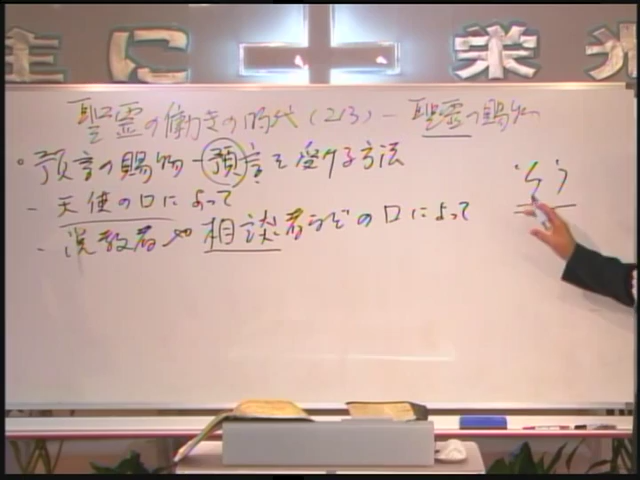 主に 栄光
聖霊の働きの時代(213)-聖霊の賜物
・預言の賜物-預言を受ける方法
- 天使の口によって
- 説教者や相談者などの口によって